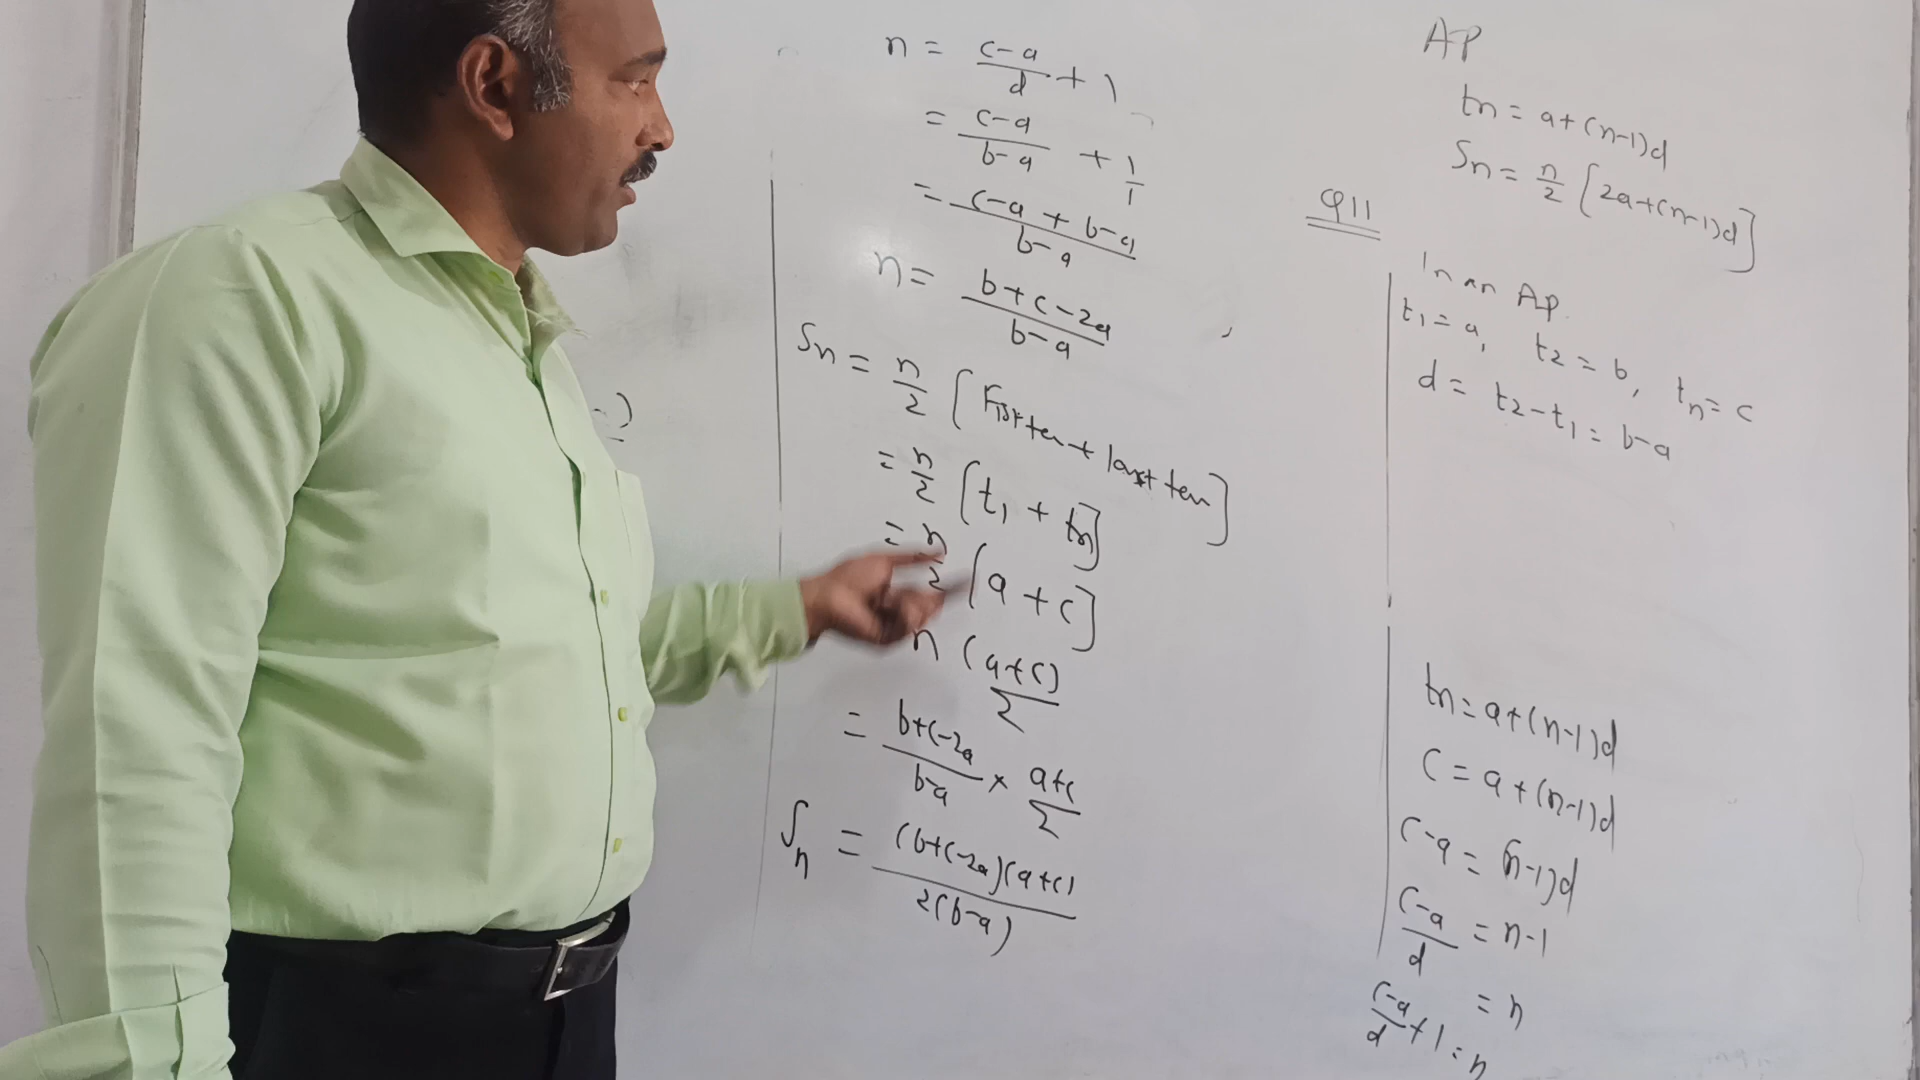 AP
tn = a+(n-1)d
Sn = n/2 [2a+(n-1)d]
Q11
In an AP.
t1 = a, t2 = b, tn = c
d = t2-t1 = b-a
tn = a+(n-1)d
C = a+(n-1)d
c-a = (n-1)d
c-a/d = n-1
= n
c-a/d + 1 = n
n = c-a/d + 1
= c-a/b-a + 1/1
= c-a + b-a/b-a
n = b+c-2a/b-a
Sn = n/2 [First ter + last ter]
= n/2 [t1 + tn]
= n/2 [a + c]
n (a+c)/2
= b+c-2a/b-a × a+c/2
Sn = (b+c-2a)(a+c)/2(b-a)